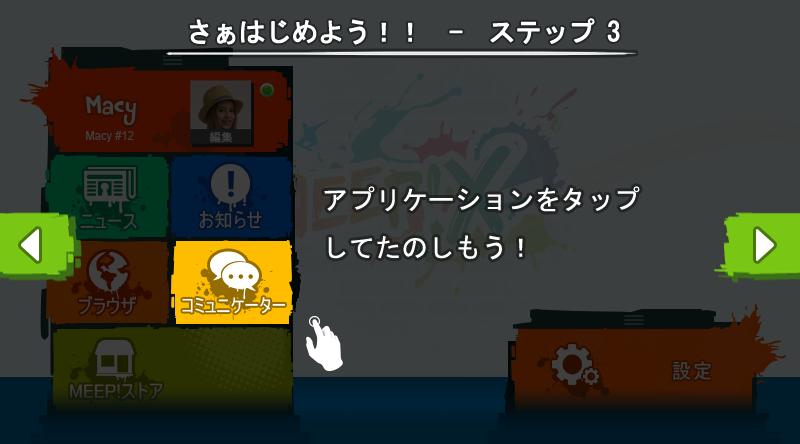 さぁはじめよう！！　－　ステップ 3
Macy
Macy #12
編集
ニュース
お知らせ
MEEP!X2
アプリケーションをタップ
してたのしもう！
ブラウザ
コミュニケーター
MEEP!ストア
設定